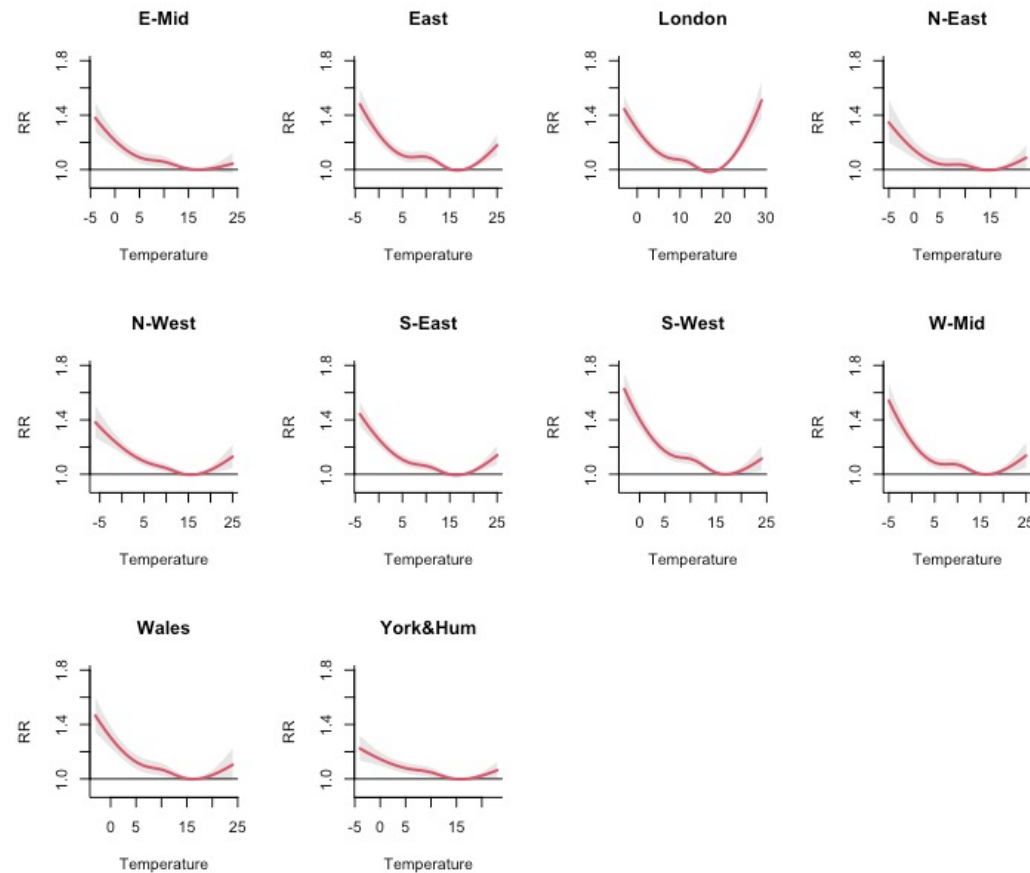 E-Mid East London N-East
RR 1.0 1.4 1.8 RR 1.0 1.4 1.8 RR 1.0 1.4 1.8 RR 1.0 1.4 1.8
-5 0 5 15 25 5 15 25 0 10 20 30 -5 0 5 15
Temperature Temperature Temperature Temperature
N-West S-East S-West W-Mid
RR 1.0 1.4 1.8 RR 1.0 1.4 1.8 RR 1.0 1.4 1.8 RR 1.0 1.4 1.8
-5 5 15 25 5 15 25 0 5 15 25 -5 5 15 25
Temperature Temperature Temperature Temperature
Wales York&Hum
RR 1.0 1.4 1.8 RR 1.0 1.4 1.8
0 5 15 25 -5 0 5 15
Temperature Temperature